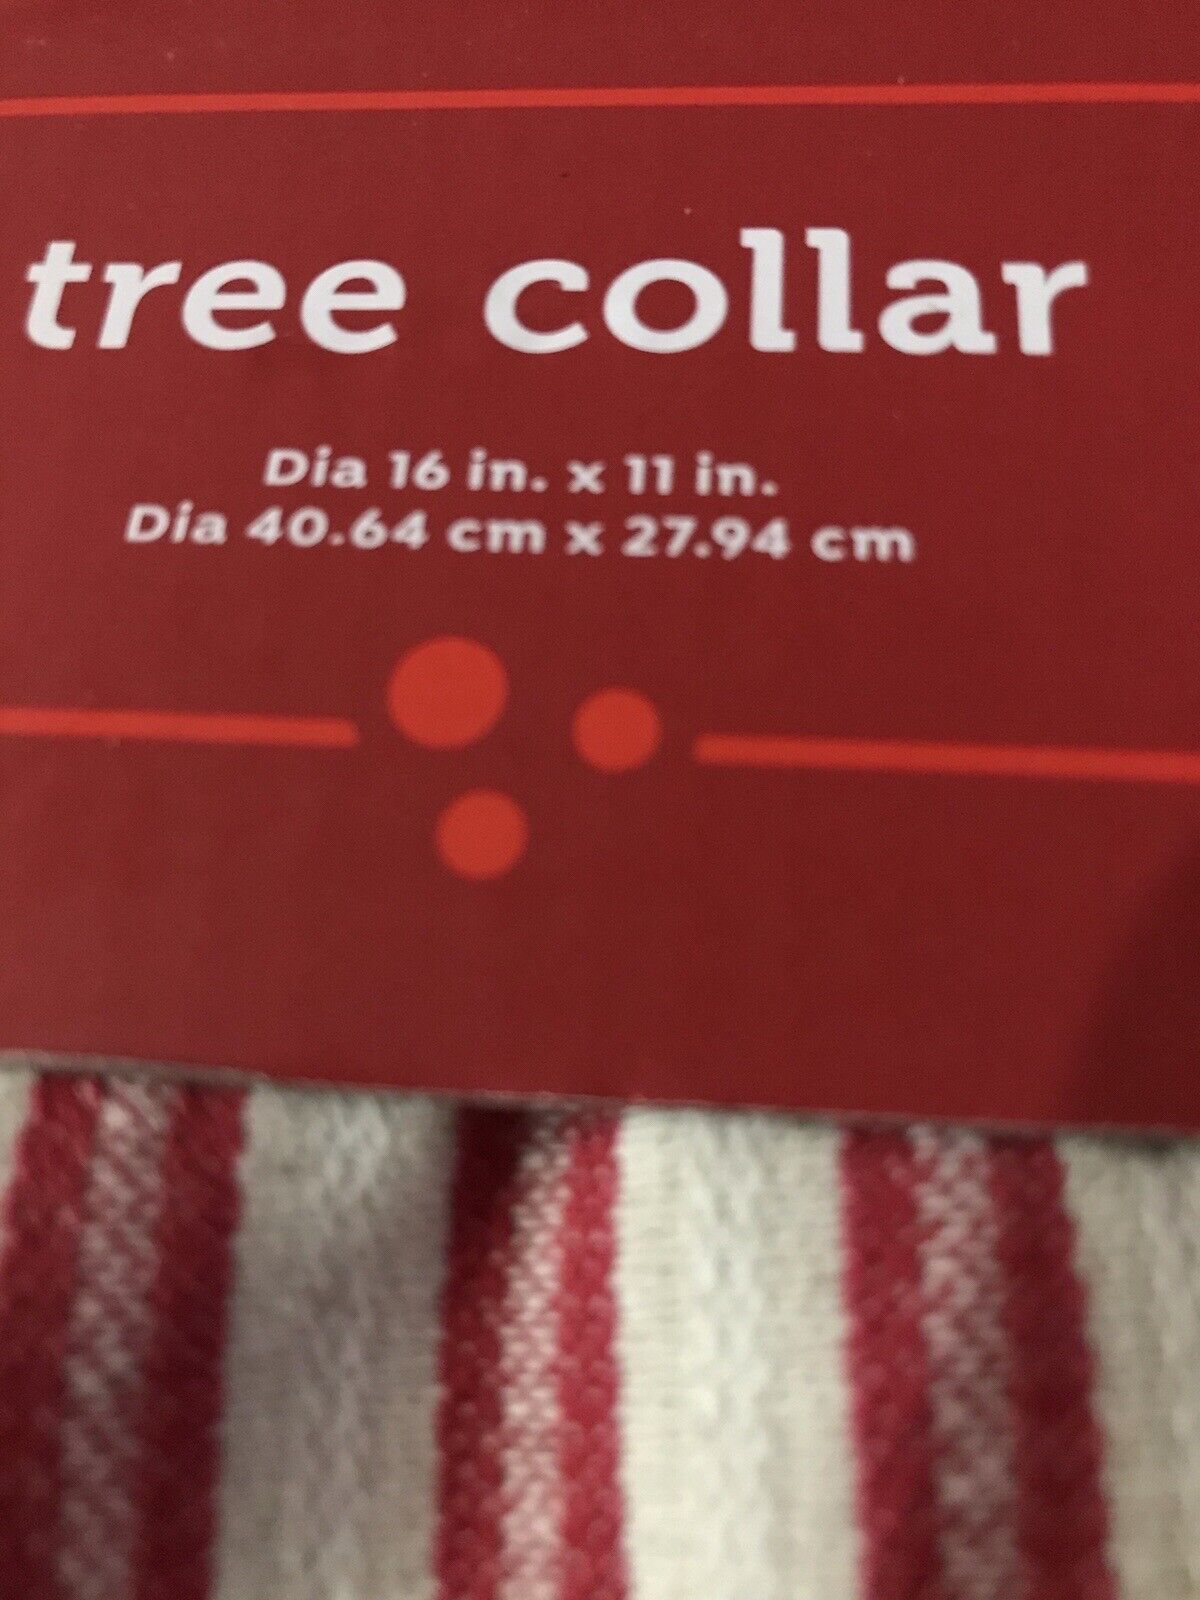 tree collar
Dia 16 in. x 11 in.
Dia 40.64 cm x 27.94 cm